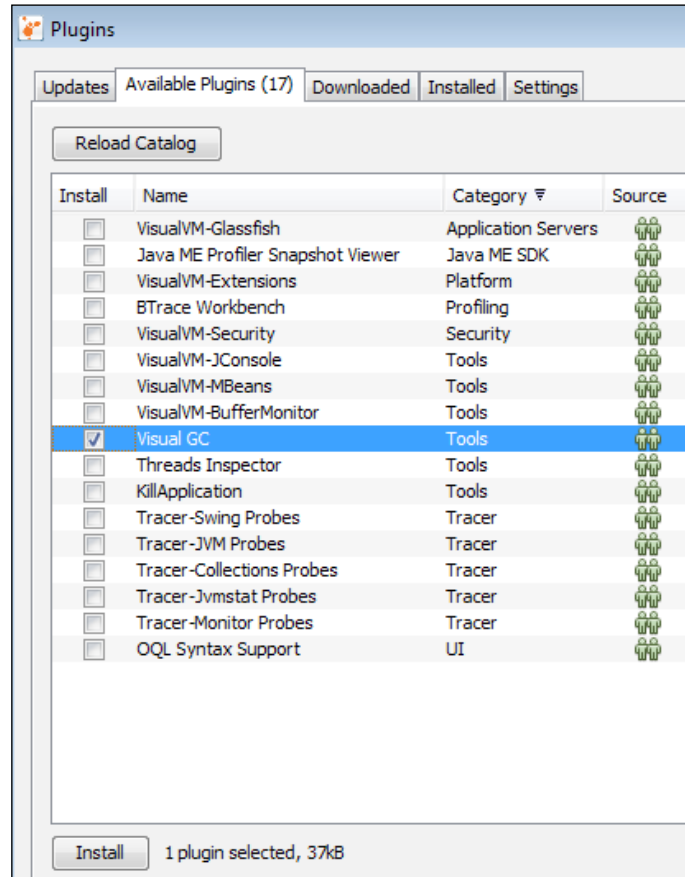 Plugins
Updates Available Plugins (17) Downloaded Installed Settings
Reload Catalog
Install Name Category Source
VisualVM-Glassfish Application Servers
Java ME Profiler Snapshot Viewer Java ME SDK
VisualVM-Extensions Platform
BTrace Workbench Profiling
VisualVM-Security Security
VisualVM-JConsole Tools
VisualVM-MBeans Tools
VisualVM-BufferMonitor Tools
Visual GC Tools
Threads Inspector Tools
KillApplication Tools
Tracer-Swing Probes Tracer
Tracer-JVM Probes Tracer
Tracer-Collections Probes Tracer
Tracer-Jvmstat Probes Tracer
Tracer-Monitor Probes Tracer
OQL Syntax Support UI
Install 1 plugin selected, 37kB